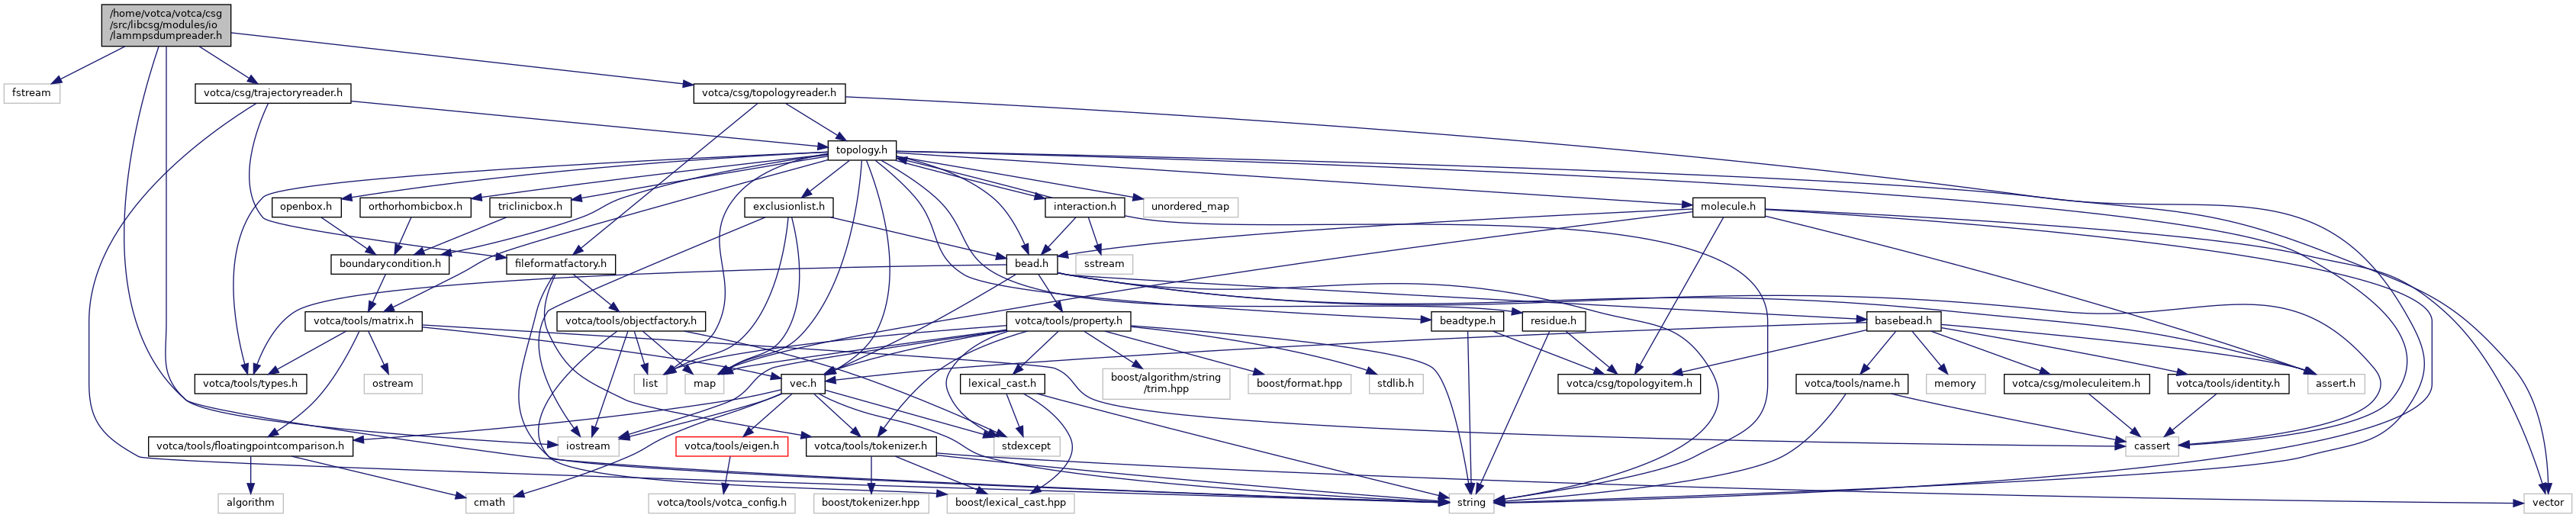 /home/votca/votca/csg
/src/libcsg/modules/io
/lammpsdumpreader.h
fstream
votca/csg/trajectoryreader.h
votca/csg/topologyreader.h
topology.h
openbox.h
orthorhombicbox.h
triclinicbox.h
exclusionlist.h
interaction.h
unordered_map
molecule.h
boundarycondition.h
fileformatfactory.h
bead.h
sstream
votca/tools/matrix.h
votca/tools/objectfactory.h
votca/tools/property.h
beadtype.h
residue.h
basebead.h
votca/tools/types.h
ostream
list
map
vec.h
lexical_cast.h
boost/algorithm/string
/trim.hpp
boost/format.hpp
stdlib.h
votca/csg/topologyitem.h
votca/tools/name.h
memory
votca/csg/moleculeitem.h
votca/tools/identity.h
assert.h
votca/tools/floatingpointcomparison.h
iostream
votca/tools/eigen.h
votca/tools/tokenizer.h
stdexcept
cassert
algorithm
cmath
votca/tools/votca_config.h
boost/tokenizer.hpp
boost/lexical_cast.hpp
string
vector